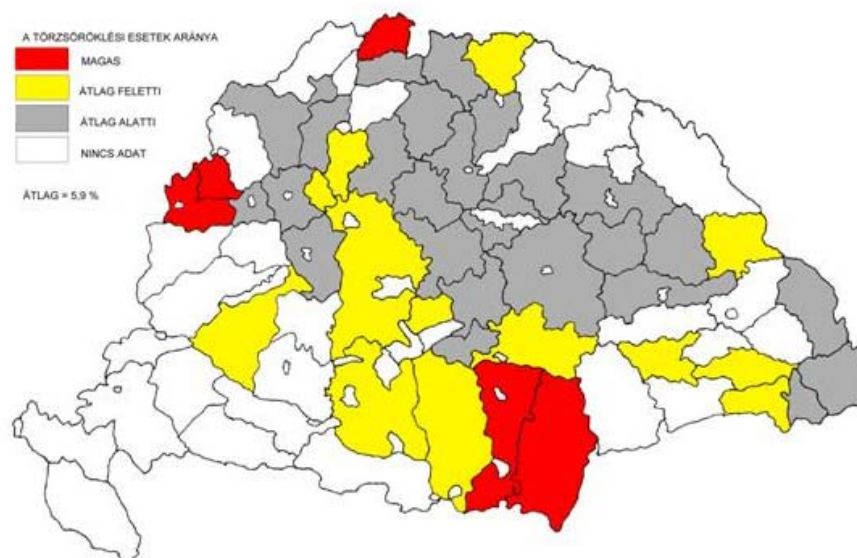 A TÖRZSÖRÖKLÉSI ESETEK ARÁNYA
MAGAS
ÁTLAG FELETTI
ÁTLAG ALATTI
NINCS ADAT
ÁTLAG = 5,9 %